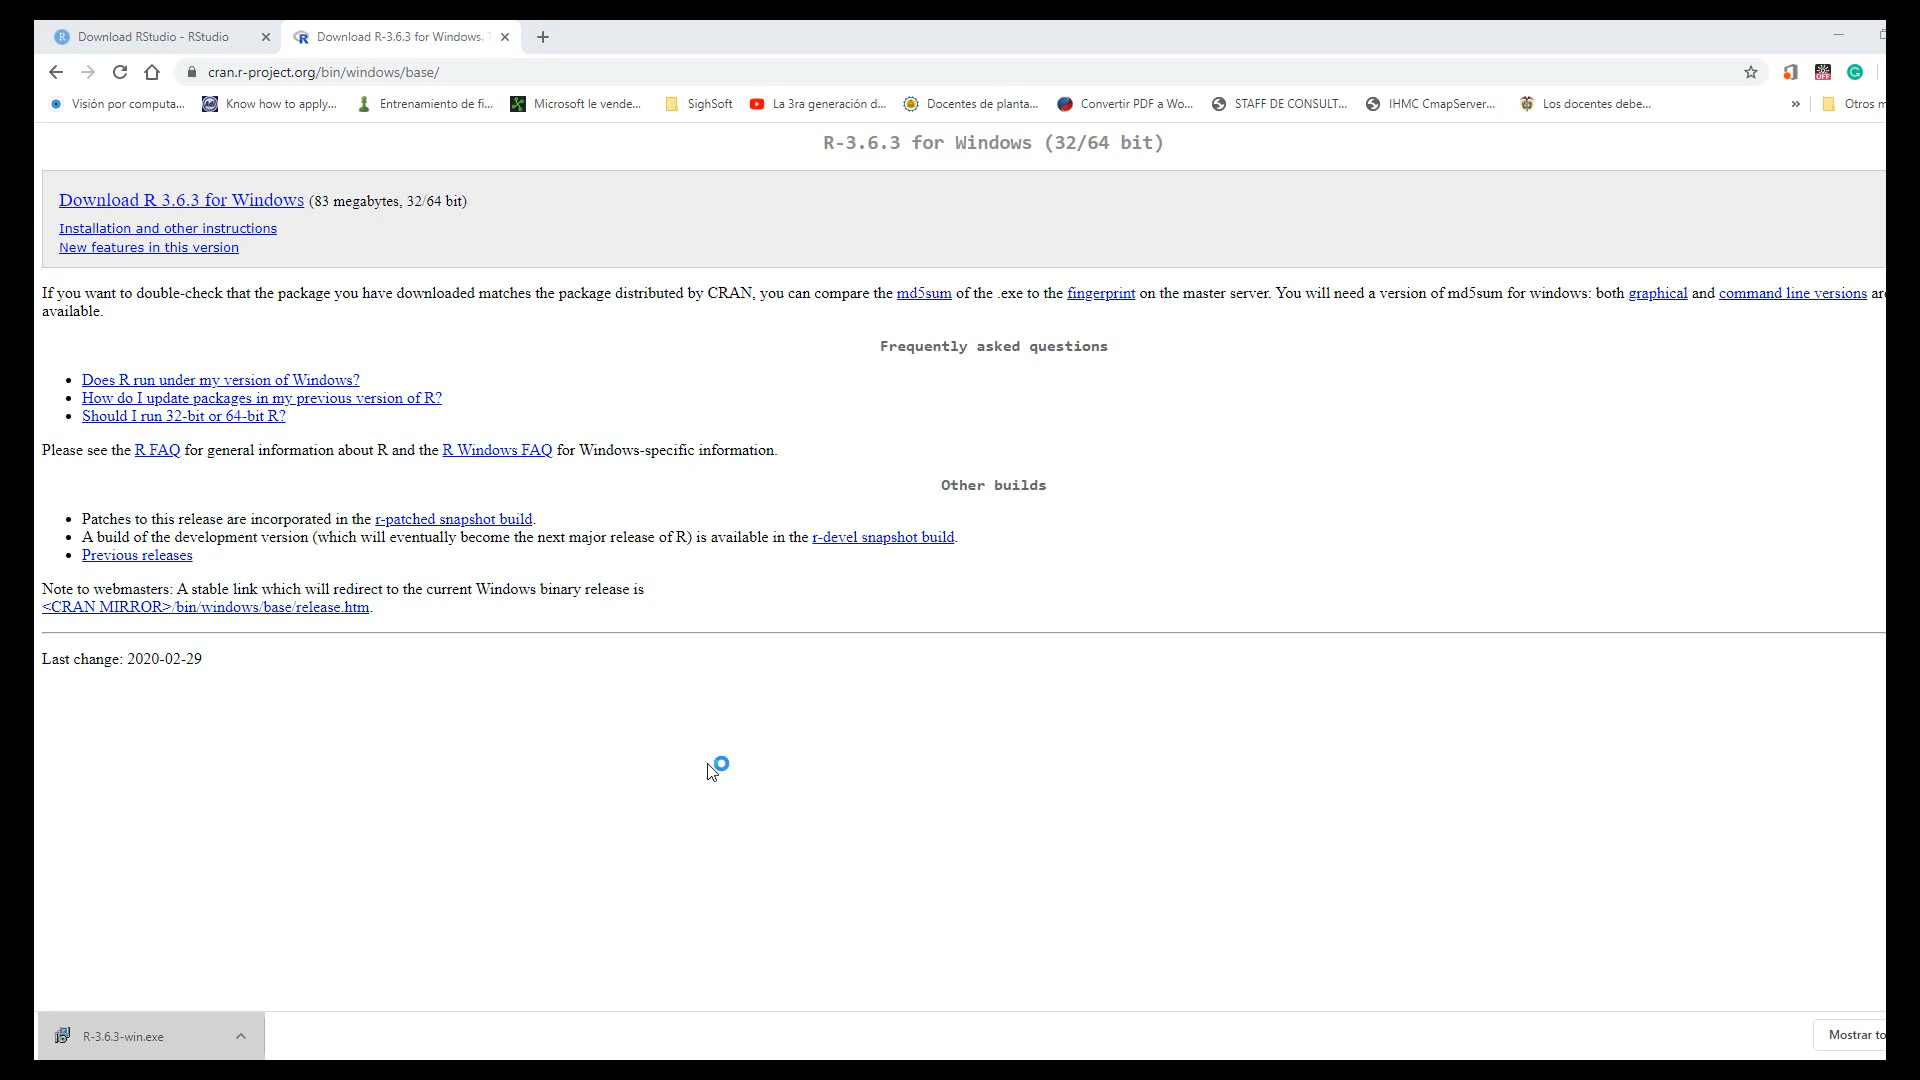 Download RStudio - RStudio
Download R-3.6.3 for Windows.
cran.r-project.org/bin/windows/base/
Visión por computa...
Know how to apply...
Entrenamiento de fi...
Microsoft le vende...
SighSoft
La 3ra generación d...
Docentes de planta...
Convertir PDF a Wo...
STAFF DE CONSULT...
IHMC CmapServer...
Los docentes debe...
»
Otros m
R-3.6.3 for Windows (32/64 bit)
Download R 3.6.3 for Windows (83 megabytes, 32/64 bit)
Installation and other instructions
New features in this version
If you want to double-check that the package you have downloaded matches the package distributed by CRAN, you can compare the md5sum of the .exe to the fingerprint on the master server. You will need a version of md5sum for windows: both graphical and command line versions are
available.
Frequently asked questions
Does R run under my version of Windows?
How do I update packages in my previous version of R?
Should I run 32-bit or 64-bit R?
Please see the R FAQ for general information about R and the R Windows FAQ for Windows-specific information.
Other builds
Patches to this release are incorporated in the r-patched snapshot build.
A build of the development version (which will eventually become the next major release of R) is available in the r-devel snapshot build.
Previous releases
Note to webmasters: A stable link which will redirect to the current Windows binary release is
<CRAN MIRROR>/bin/windows/base/release.htm.
Last change: 2020-02-29
R-3.6.3-win.exe
Mostrar to